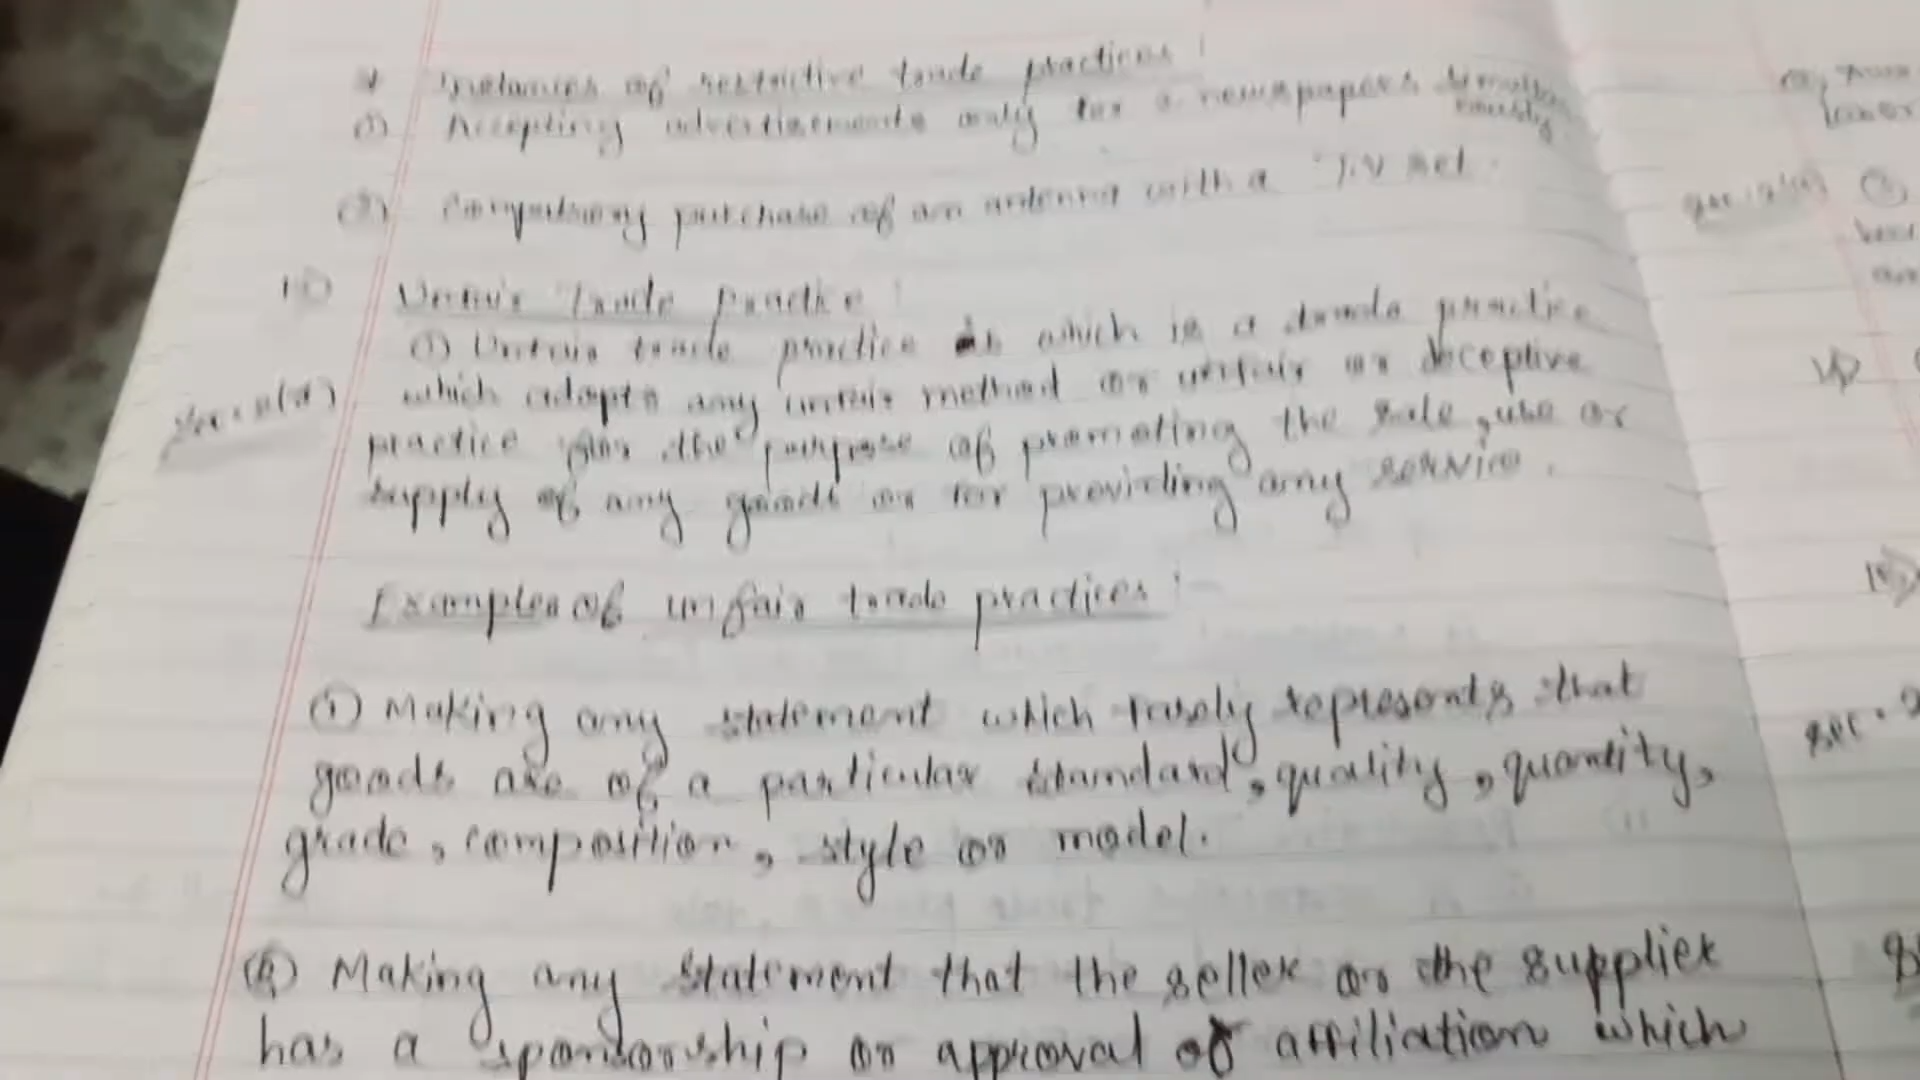 * Instances of restrictive trade practices :
① Accepting advertisements only for a newspapers simultaneously.
② Compulsory purchase of an antenna with a T.V set.
Unfair Trade Practice :
① Unfair trade practice is which is a trade practice
which adopts any unfair method or unfair or deceptive
practice for the purpose of promoting the sale, use or
supply of any goods or for providing any service.
Examples of unfair trade practices :-
① Making any statement which falsely represents that
goods are of a particular standard, quality, quantity,
grade, composition, style or model.
Making any statement that the seller or the supplier
has a sponsorship or approval of affiliation which